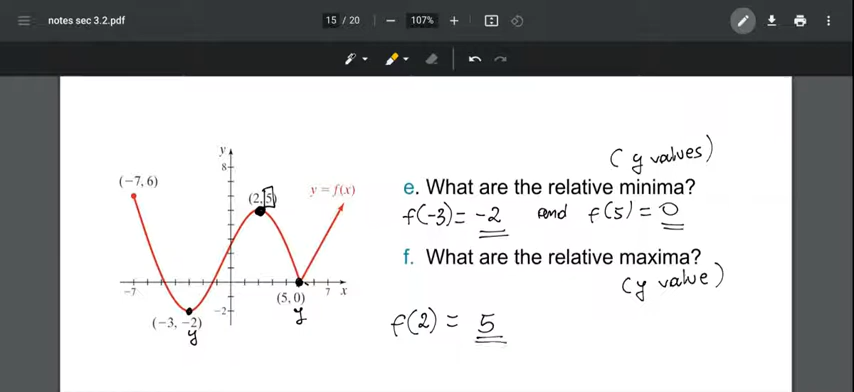 notes sec 3.2.pdf
15 / 20
107%
y
8
(-7, 6)
(2, 5)
y = f(x)
-7
7
x
(5, 0)
y
-2
(-3, -2)
y
(y values)
e. What are the relative minima?
f(-3) = -2 and f(5) = 0
f. What are the relative maxima?
(y value)
f(2) = 5